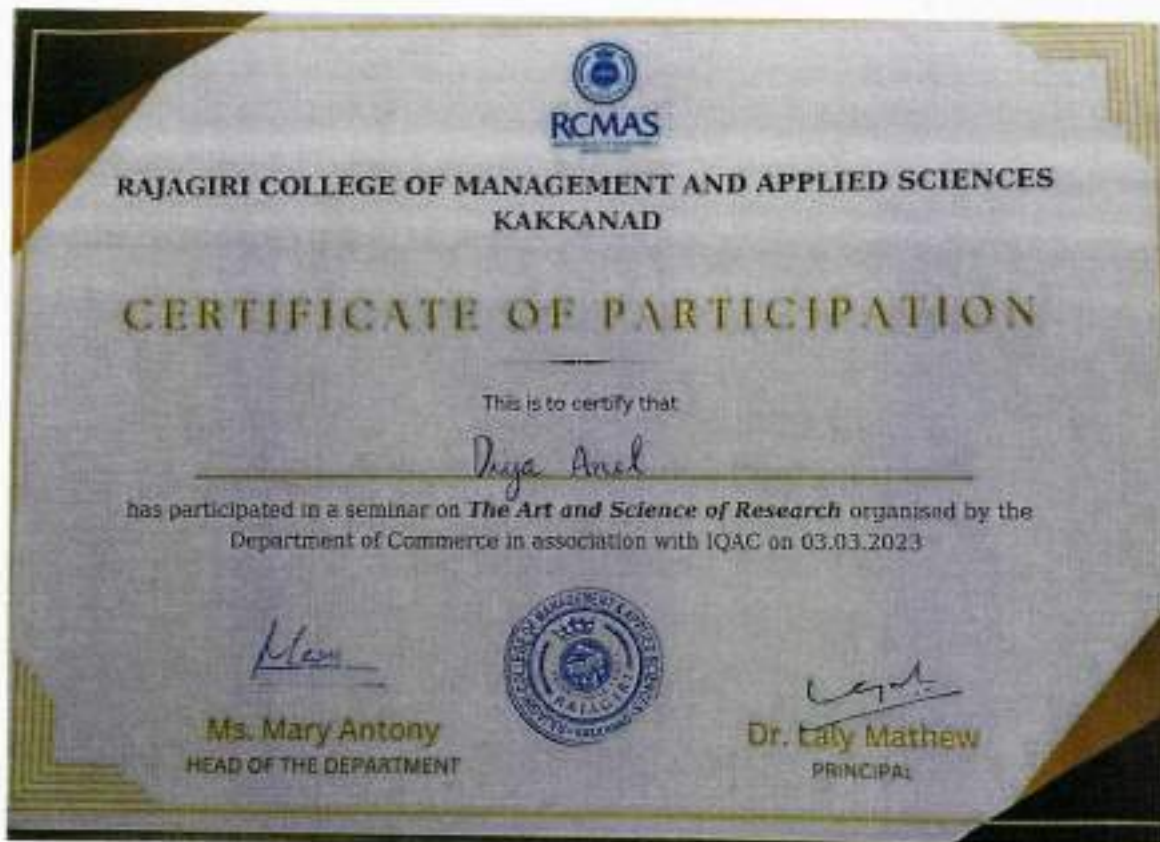 RCMAS
RAJAGIRI COLLEGE OF MANAGEMENT AND APPLIED SCIENCES
KAKKANAD
CERTIFICATE OF PARTICIPATION
This is to certify that
Diya Anil
has participated in a seminar on The Art and Science of Research organised by the
Department of Commerce in association with IQAC on 03.03.2023
RAJAGIRI
Ms. Mary Antony
HEAD OF THE DEPARTMENT
Dr. Laly Mathew
PRINCIPAL